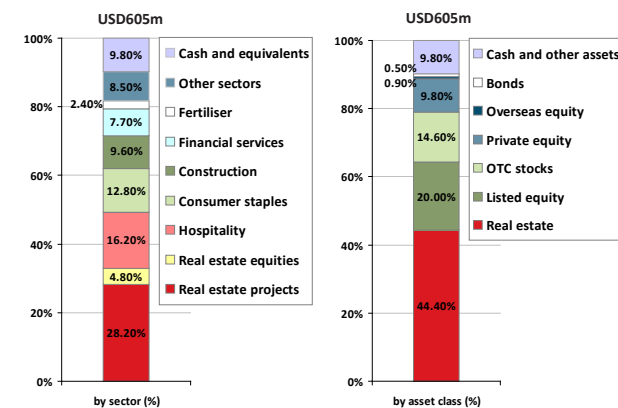 USD605m
100%
80%
60%
40%
20%
0%
9.80%
8.50%
2.40%
7.70%
9.60%
12.80%
16.20%
4.80%
28.20%
Cash and equivalents
Other sectors
Fertiliser
Financial services
Construction
Consumer staples
Hospitality
Real estate equities
Real estate projects
by sector (%)
USD605m
100%
80%
60%
40%
20%
0%
9.80%
0.50%
0.90%
9.80%
14.60%
20.00%
44.40%
Cash and other assets
Bonds
Overseas equity
Private equity
OTC stocks
Listed equity
Real estate
by asset class (%)